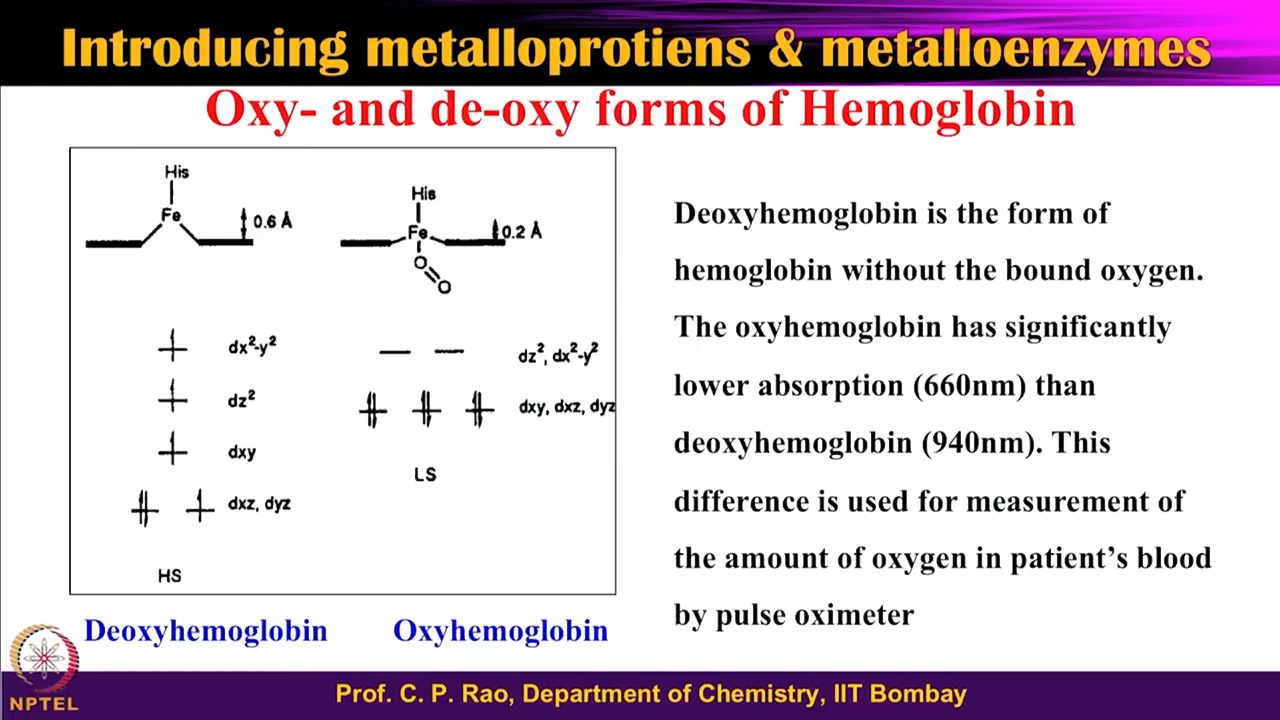 Introducing metalloprotiens & metalloenzymes
Oxy- and de-oxy forms of Hemoglobin
His
Fe
0.6 Å
His
Fe
0.2 Å
O
O
dx²-y²
dz²
dxy
dxz, dyz
HS
dz², dx²-y²
dxy, dxz, dyz
LS
Deoxyhemoglobin
Oxyhemoglobin
Deoxyhemoglobin is the form of
hemoglobin without the bound oxygen.
The oxyhemoglobin has significantly
lower absorption (660nm) than
deoxyhemoglobin (940nm). This
difference is used for measurement of
the amount of oxygen in patient’s blood
by pulse oximeter
NPTEL
Prof. C. P. Rao, Department of Chemistry, IIT Bombay